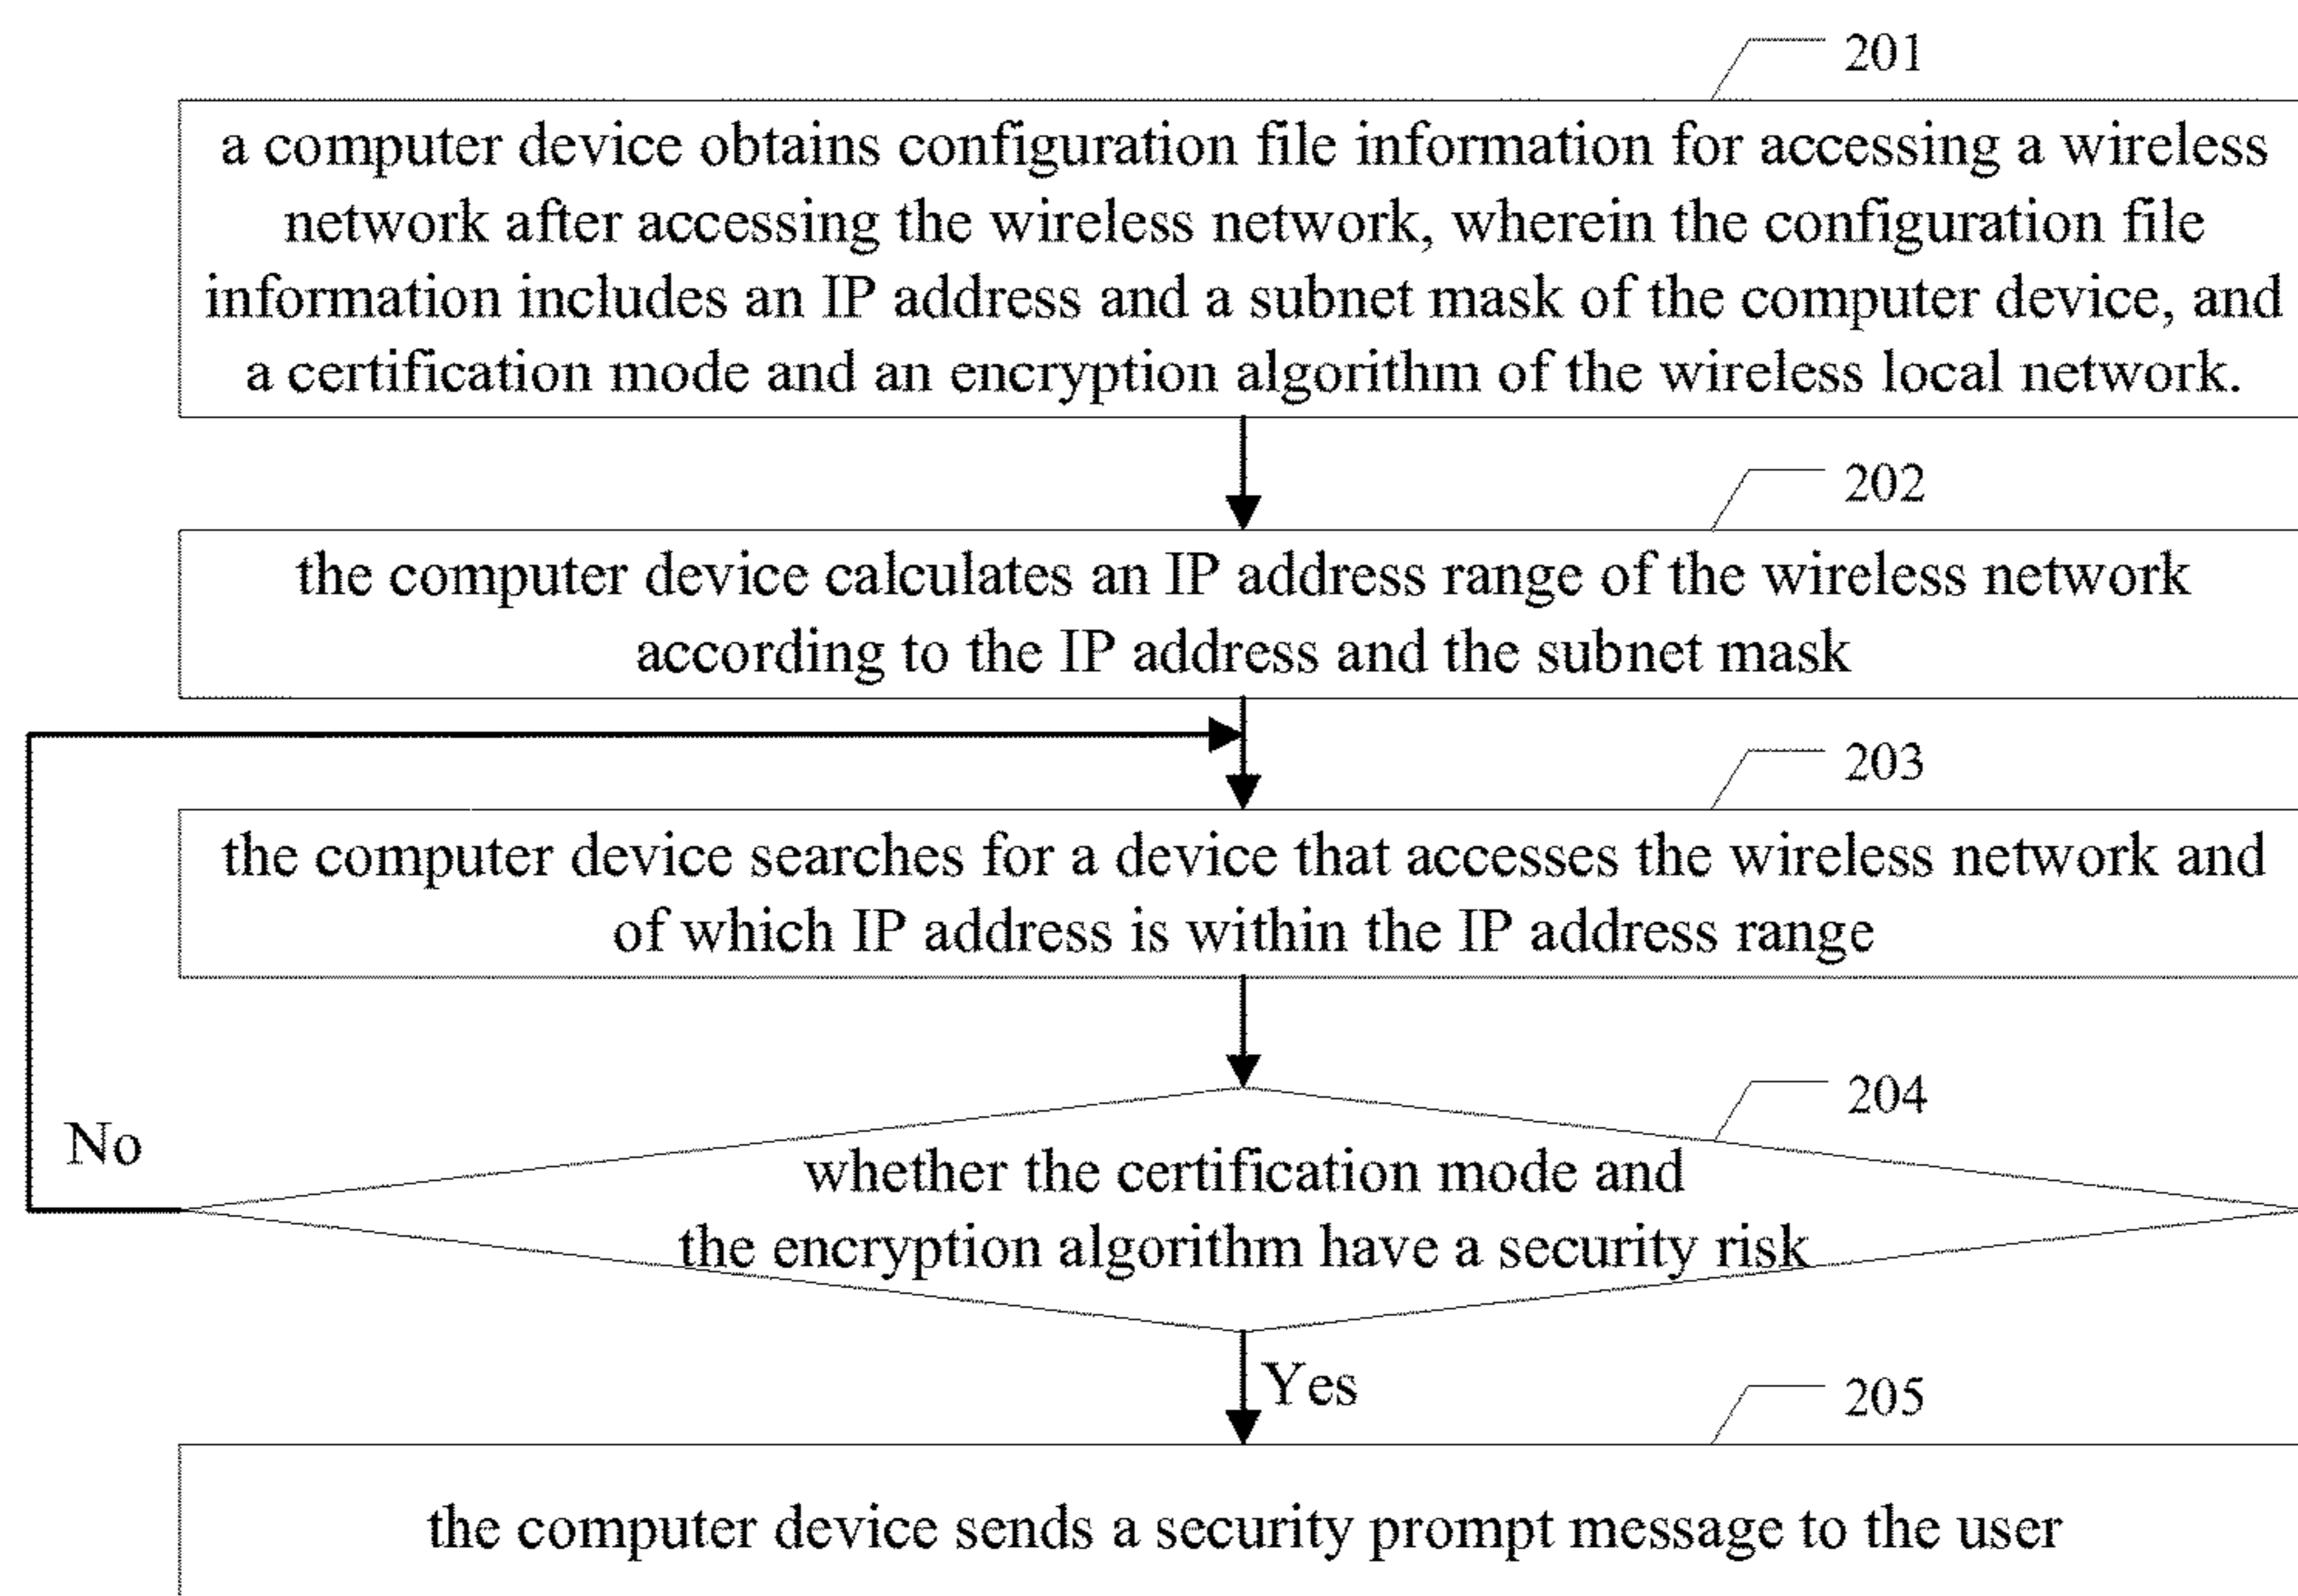 201
a computer device obtains configuration file information for accessing a wireless
network after accessing the wireless network, wherein the configuration file
information includes an IP address and a subnet mask of the computer device, and
a certification mode and an encryption algorithm of the wireless local network.
202
the computer device calculates an IP address range of the wireless network
according to the IP address and the subnet mask
203
the computer device searches for a device that accesses the wireless network and
of which IP address is within the IP address range
204
No
whether the certification mode and
the encryption algorithm have a security risk
Yes
205
the computer device sends a security prompt message to the user